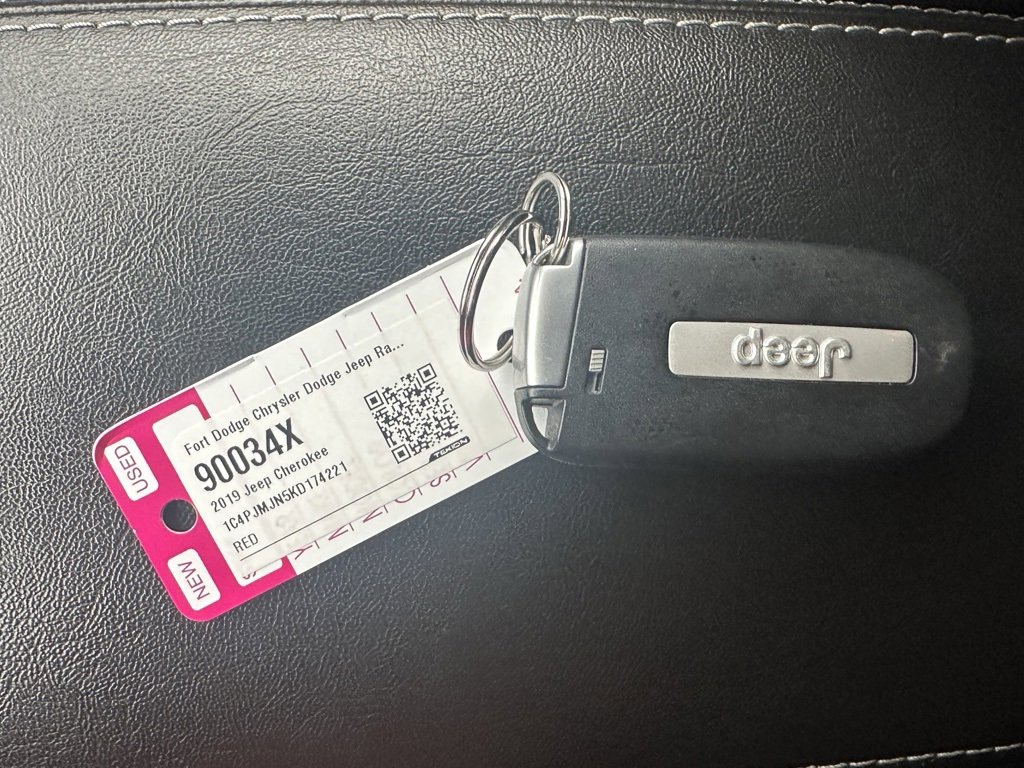 Fort Dodge Chrysler Dodge Jeep Ra...
90034X
2019 Jeep Cherokee
1C4PJMJN5KD174221
RED
TEKION
USED
NEW
Jeep